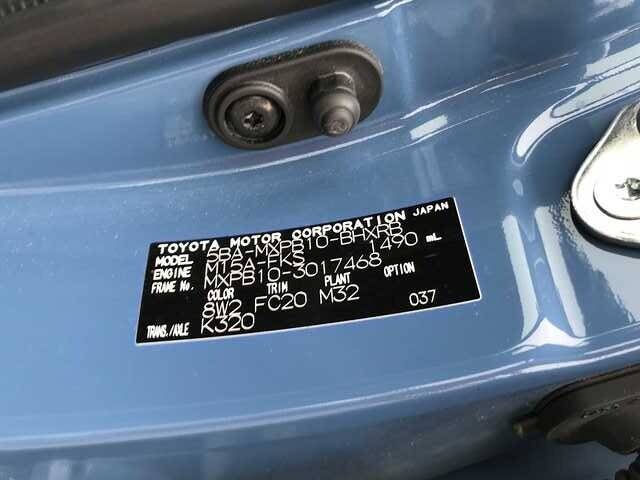 TOYOTA MOTOR CORPORATION JAPAN
MODEL 5BA-MXPB10-BHXRB
ENGINE M15A-FKS 1490 mL
FRAME No. MXPB10-3017468
COLOR TRIM PLANT OPTION
8W2 FC20 M32
TRANS./AXLE K320 037